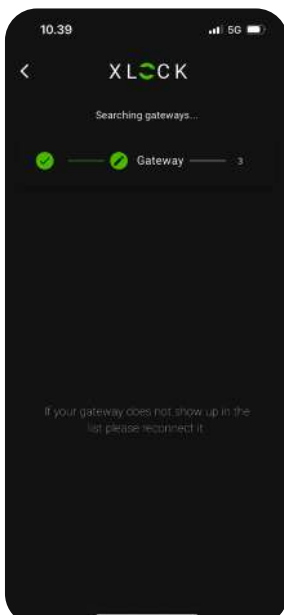 10.39
5G
XLOCK
Searching gateways...
Gateway
3
If your gateway does not show up in the
list please reconnect it.